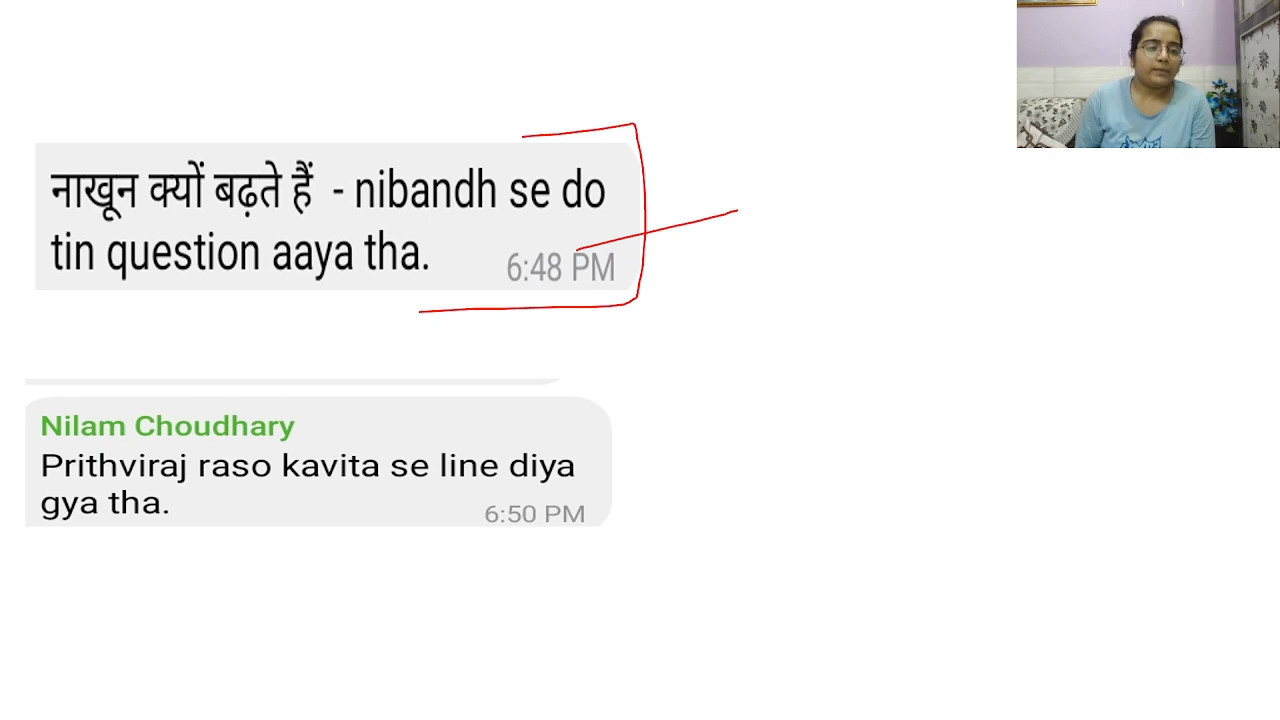 नाखून क्यों बढ़ते हैं - nibandh se do
tin question aaya tha.
6:48 PM
Nilam Choudhary
Prithviraj raso kavita se line diya
gya tha.
6:50 PM